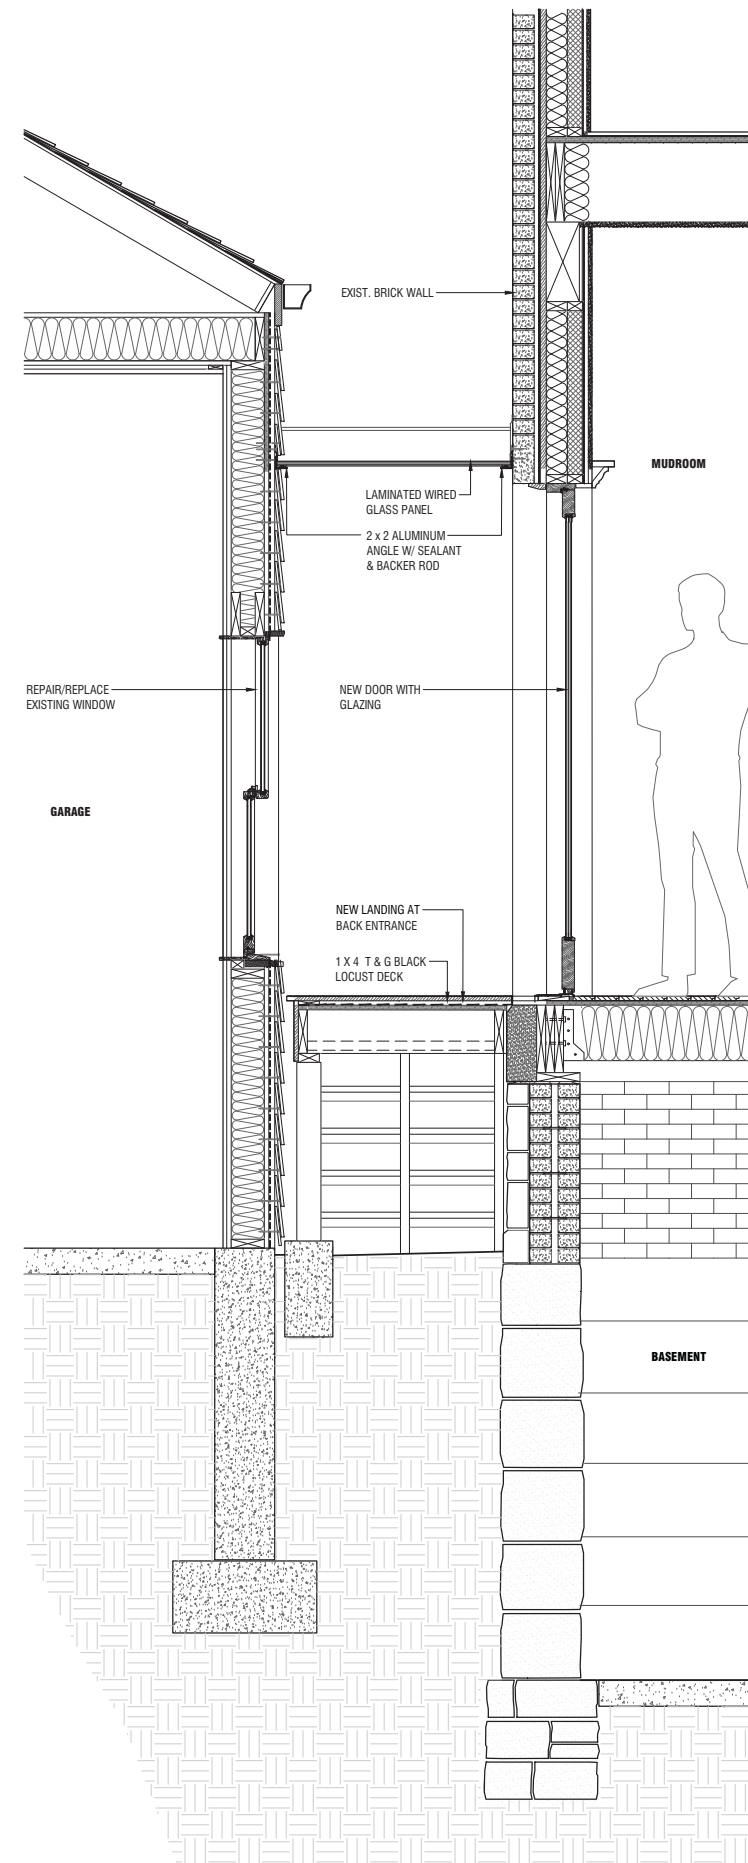 EXIST. BRICK WALL
MUDROOM
LAMINATED WIRED
GLASS PANEL
2 x 2 ALUMINUM
ANGLE W/ SEALANT
& BACKER ROD
REPAIR/REPLACE
EXISTING WINDOW
NEW DOOR WITH
GLAZING
GARAGE
NEW LANDING AT
BACK ENTRANCE
1 X 4 T & G BLACK
LOCUST DECK
BASEMENT